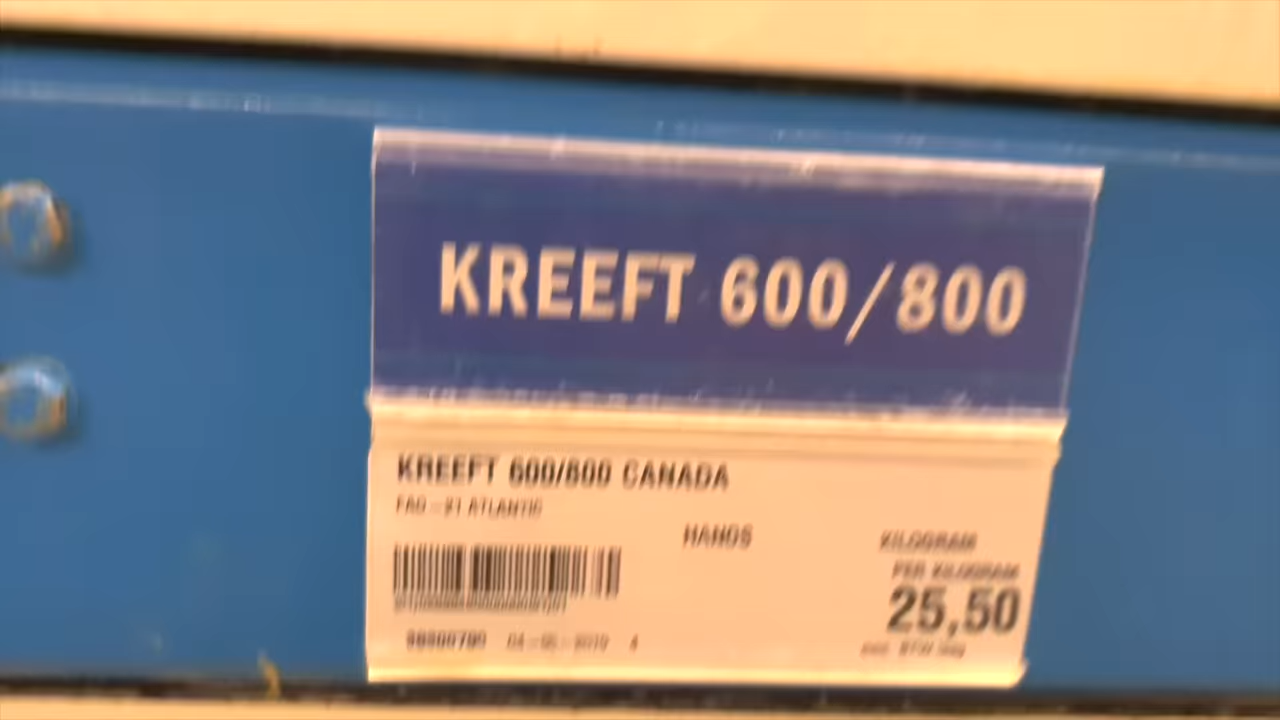 KREEFT 600/800
KREEFT 600/800 CANADA
FAO - 21 ATLANTIC
HANOS
KILOGRAM
PER KILOGRAM
25,50